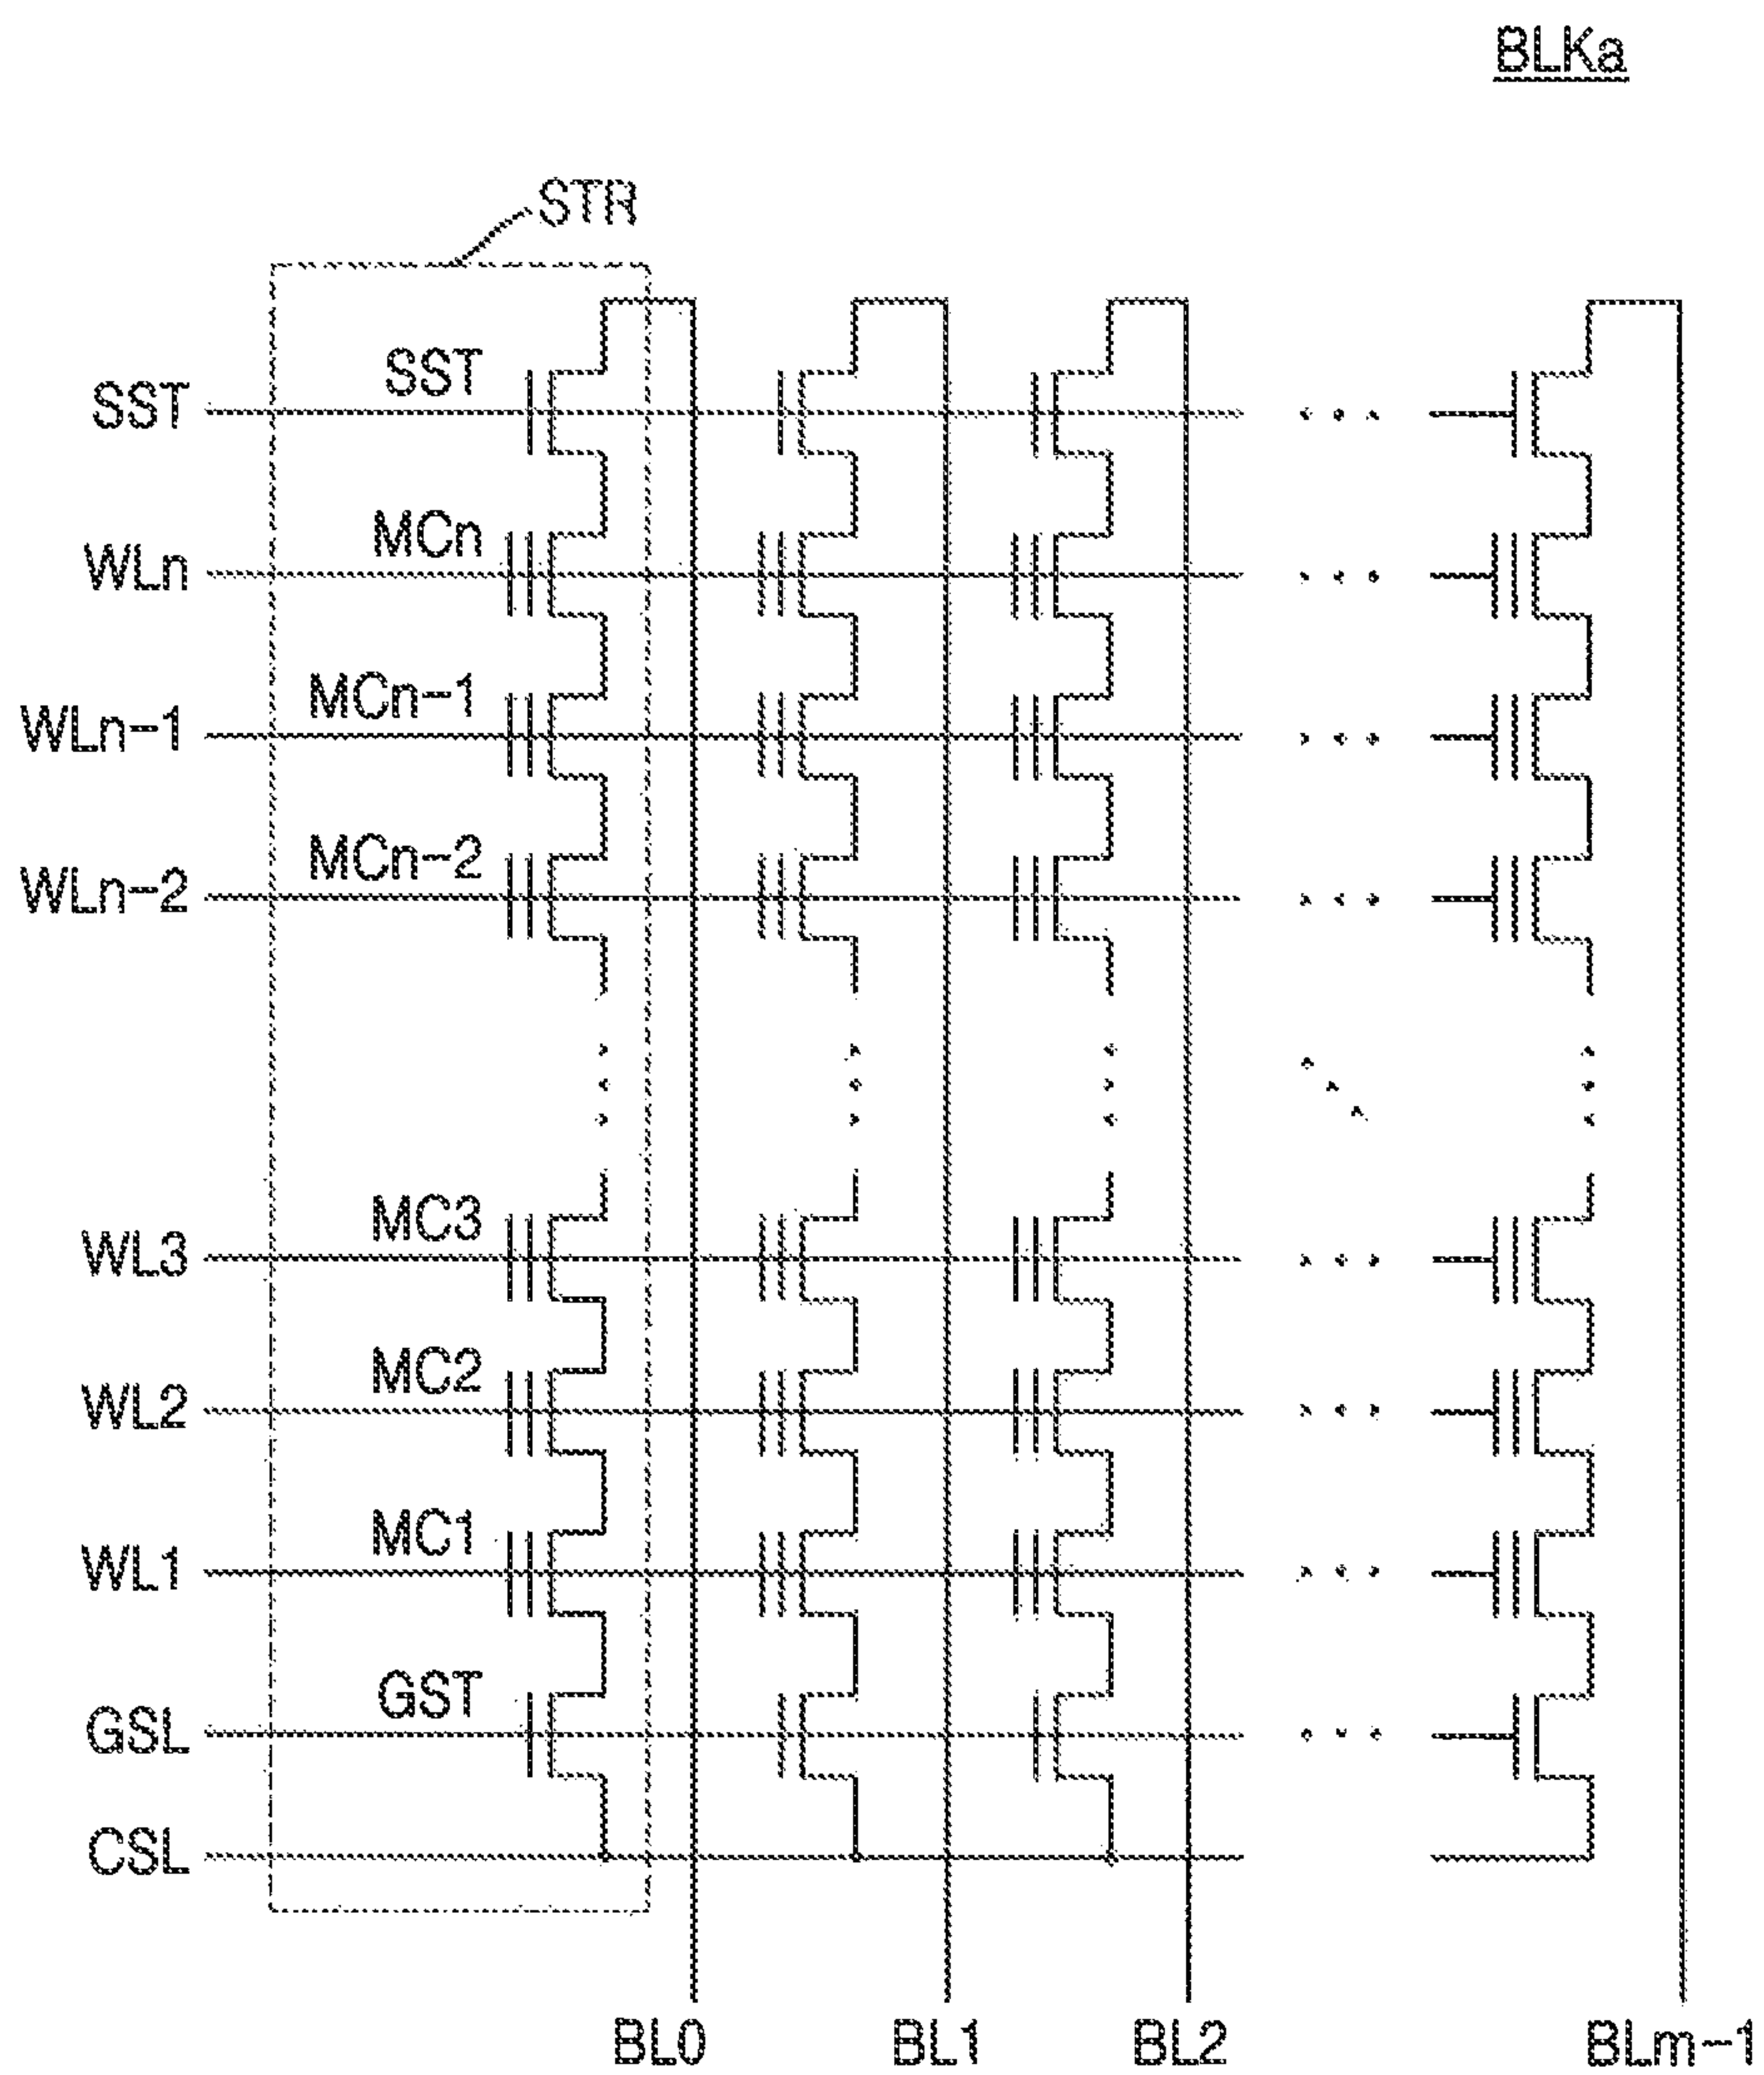 BLKa
STR
SST SST
WLn MCn
WLn-1 MCn-1
WLn-2 MCn-2
WL3 MC3
WL2 MC2
WL1 MC1
GSL GST
CSL
BL0 BL1 BL2 BLm-1